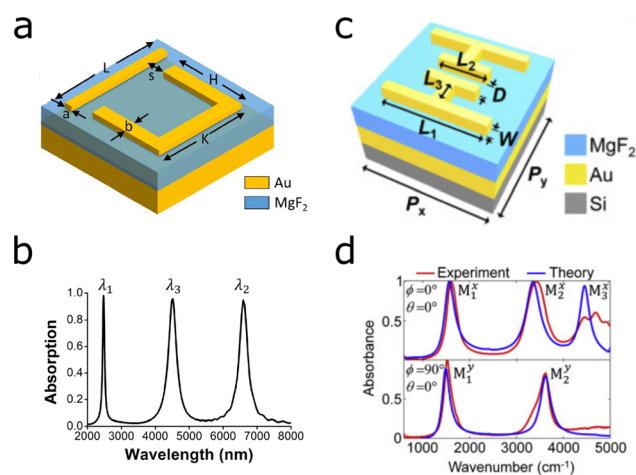 a
L
s
H
a
b
K
Au
MgF₂
c
L₂
L₃
D
L₁
W
Pₓ
Pᵧ
MgF₂
Au
Si
b
λ₁
λ₃
λ₂
Absorption
1.0
0.8
0.6
0.4
0.2
0.0
2000 3000 4000 5000 6000 7000 8000
Wavelength (nm)
d
Experiment Theory
Absorbance
1
0.5
0
ϕ=0°
θ=0°
M₁ˣ
M₂ˣ
M₃ˣ
1
0.5
0
ϕ=90°
θ=0°
M₁ʸ
M₂ʸ
1000 2000 3000 4000 5000
Wavenumber (cm⁻¹)